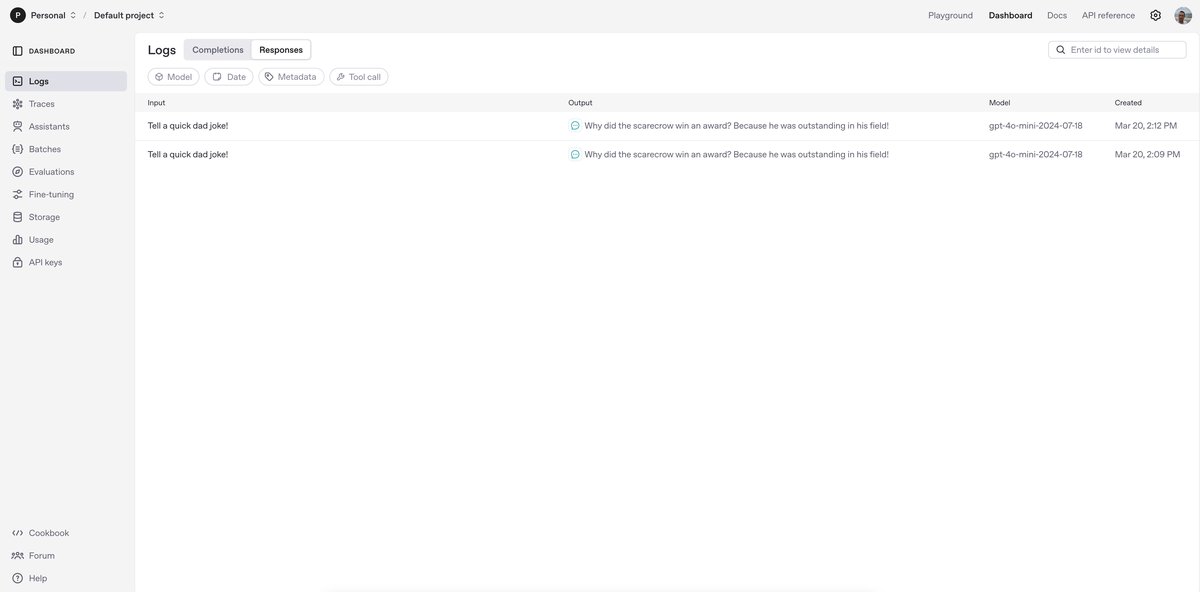 P Personal / Default project Playground Dashboard Docs API reference
DASHBOARD
Logs
Traces
Assistants
Batches
Evaluations
Fine-tuning
Storage
Usage
API keys
Cookbook
Forum
Help
Logs Completions Responses Enter id to view details
Model Date Metadata Tool call
Input Output Model Created
Tell a quick dad joke! Why did the scarecrow win an award? Because he was outstanding in his field! gpt-4o-mini-2024-07-18 Mar 20, 2:12 PM
Tell a quick dad joke! Why did the scarecrow win an award? Because he was outstanding in his field! gpt-4o-mini-2024-07-18 Mar 20, 2:09 PM